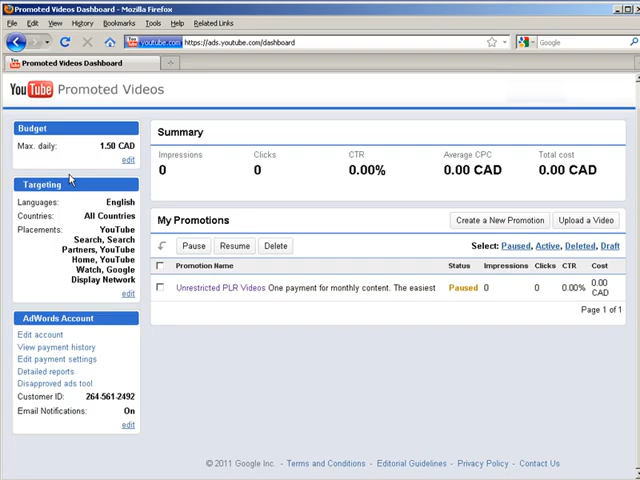 Promoted Videos Dashboard - Mozilla Firefox
File Edit View History Bookmarks Tools Help Related Links
youtube.com https://ads.youtube.com/dashboard
Google
Promoted Videos Dashboard
YouTube Promoted Videos
Budget
Max. daily: 1.50 CAD
edit
Targeting
Languages: English
Countries: All Countries
Placements: YouTube
Search, Search
Partners, YouTube
Home, YouTube
Watch, Google
Display Network
edit
AdWords Account
Edit account
View payment history
Edit payment settings
Detailed reports
Disapproved ads tool
Customer ID: 264-561-2492
Email Notifications: On
edit
Summary
Impressions Clicks CTR Average CPC Total cost
0 0 0.00% 0.00 CAD 0.00 CAD
My Promotions
Create a New Promotion Upload a Video
Pause Resume Delete Select: Paused, Active, Deleted, Draft
Promotion Name Status Impressions Clicks CTR Cost
Unrestricted PLR Videos One payment for monthly content. The easiest Paused 0 0 0.00% 0.00
CAD
Page 1 of 1
© 2011 Google Inc. - Terms and Conditions - Editorial Guidelines - Privacy Policy - Contact Us